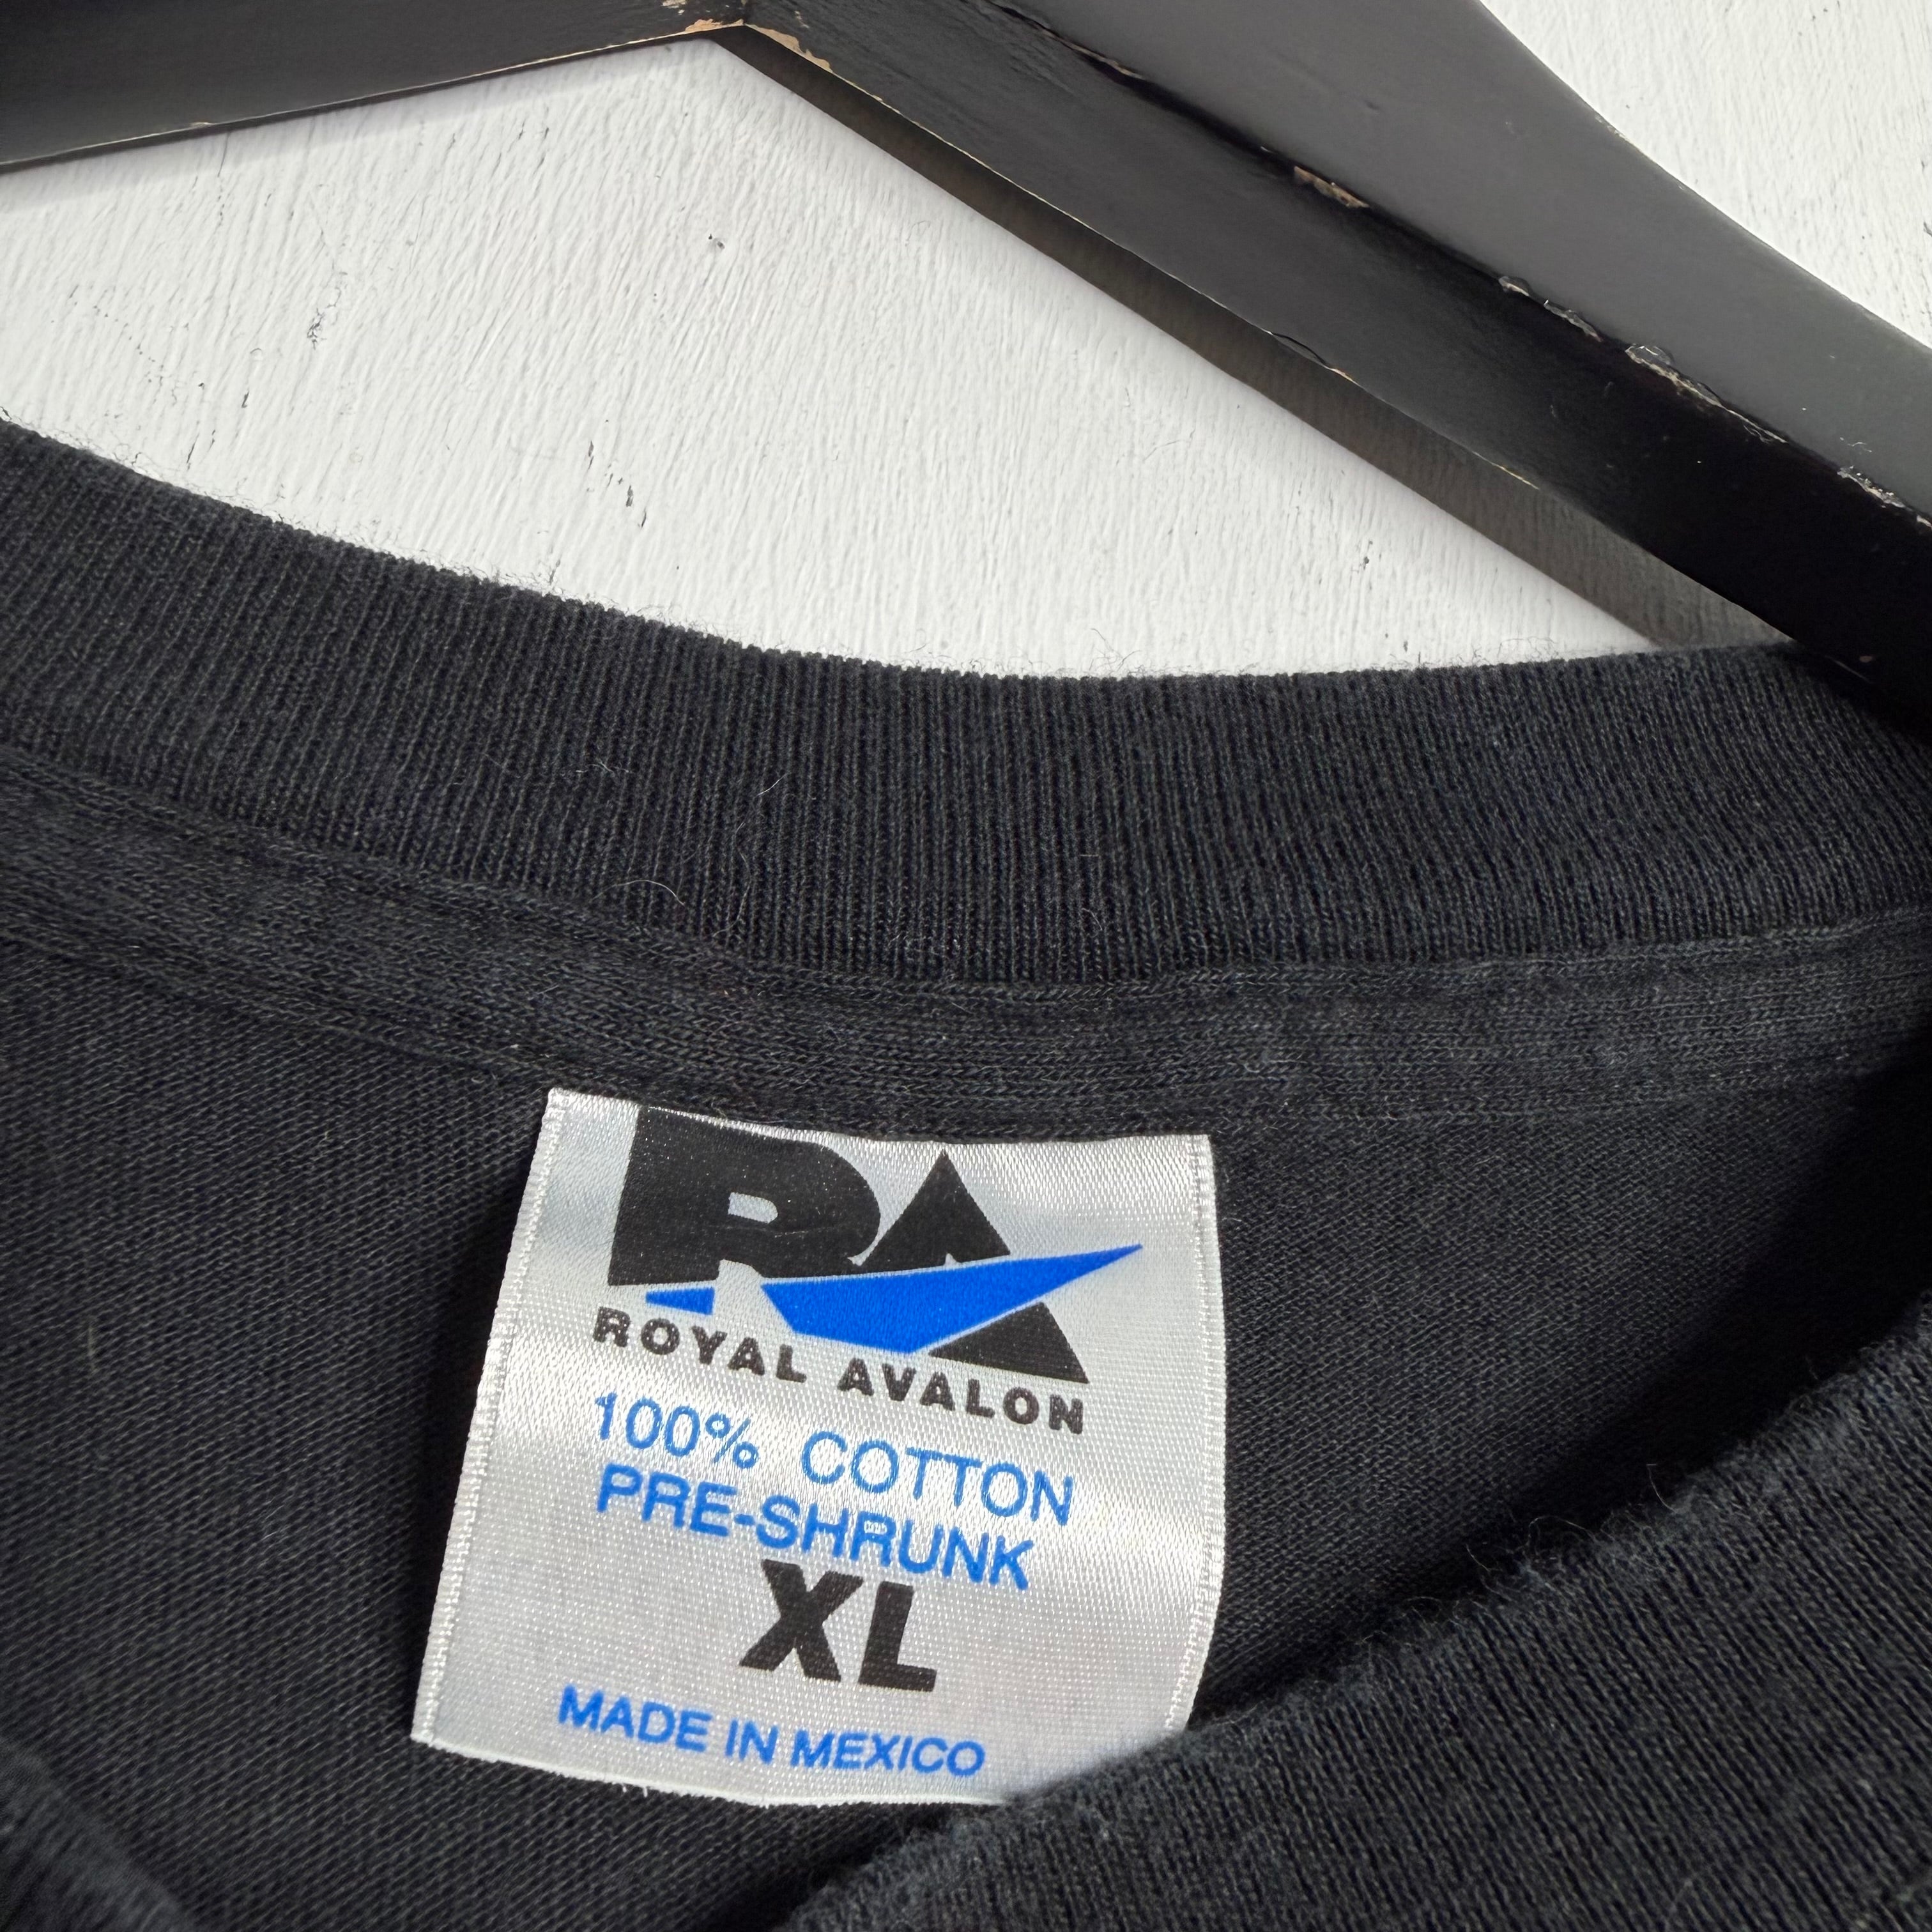 RA
ROYAL AVALON
100% COTTON
PRE-SHRUNK
XL
MADE IN MEXICO